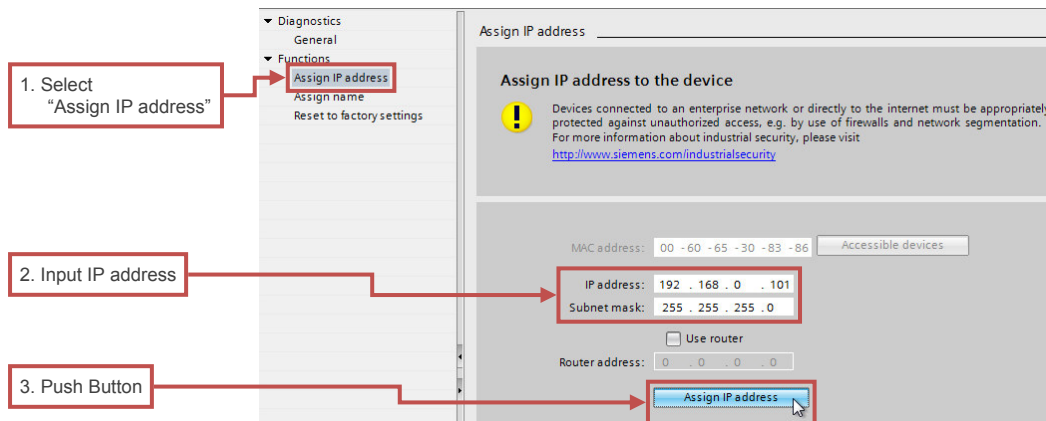 Diagnostics
General
Functions
Assign IP address
Assign name
Reset to factory settings
1. Select
"Assign IP address"
2. Input IP address
3. Push Button
Assign IP address
Assign IP address to the device
Devices connected to an enterprise network or directly to the internet must be appropriately
protected against unauthorized access, e.g. by use of firewalls and network segmentation.
For more information about industrial security, please visit
http://www.siemens.com/industrialsecurity
MAC address: 00 -60 -65 -30 -83 -86 Accessible devices
IP address: 192 . 168 . 0 . 101
Subnet mask: 255 . 255 . 255 . 0
Use router
Router address: 0 . 0 . 0 . 0
Assign IP address